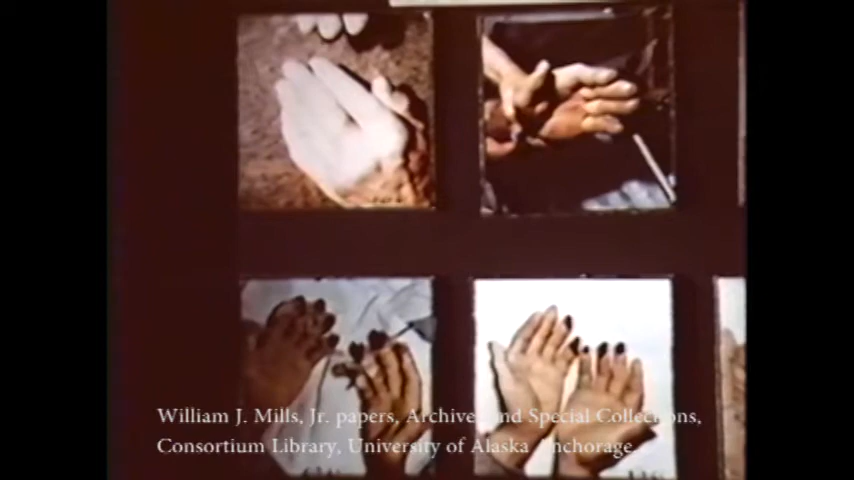 William J. Mills, Jr. papers, Archives and Special Collections,
Consortium Library, University of Alaska Anchorage